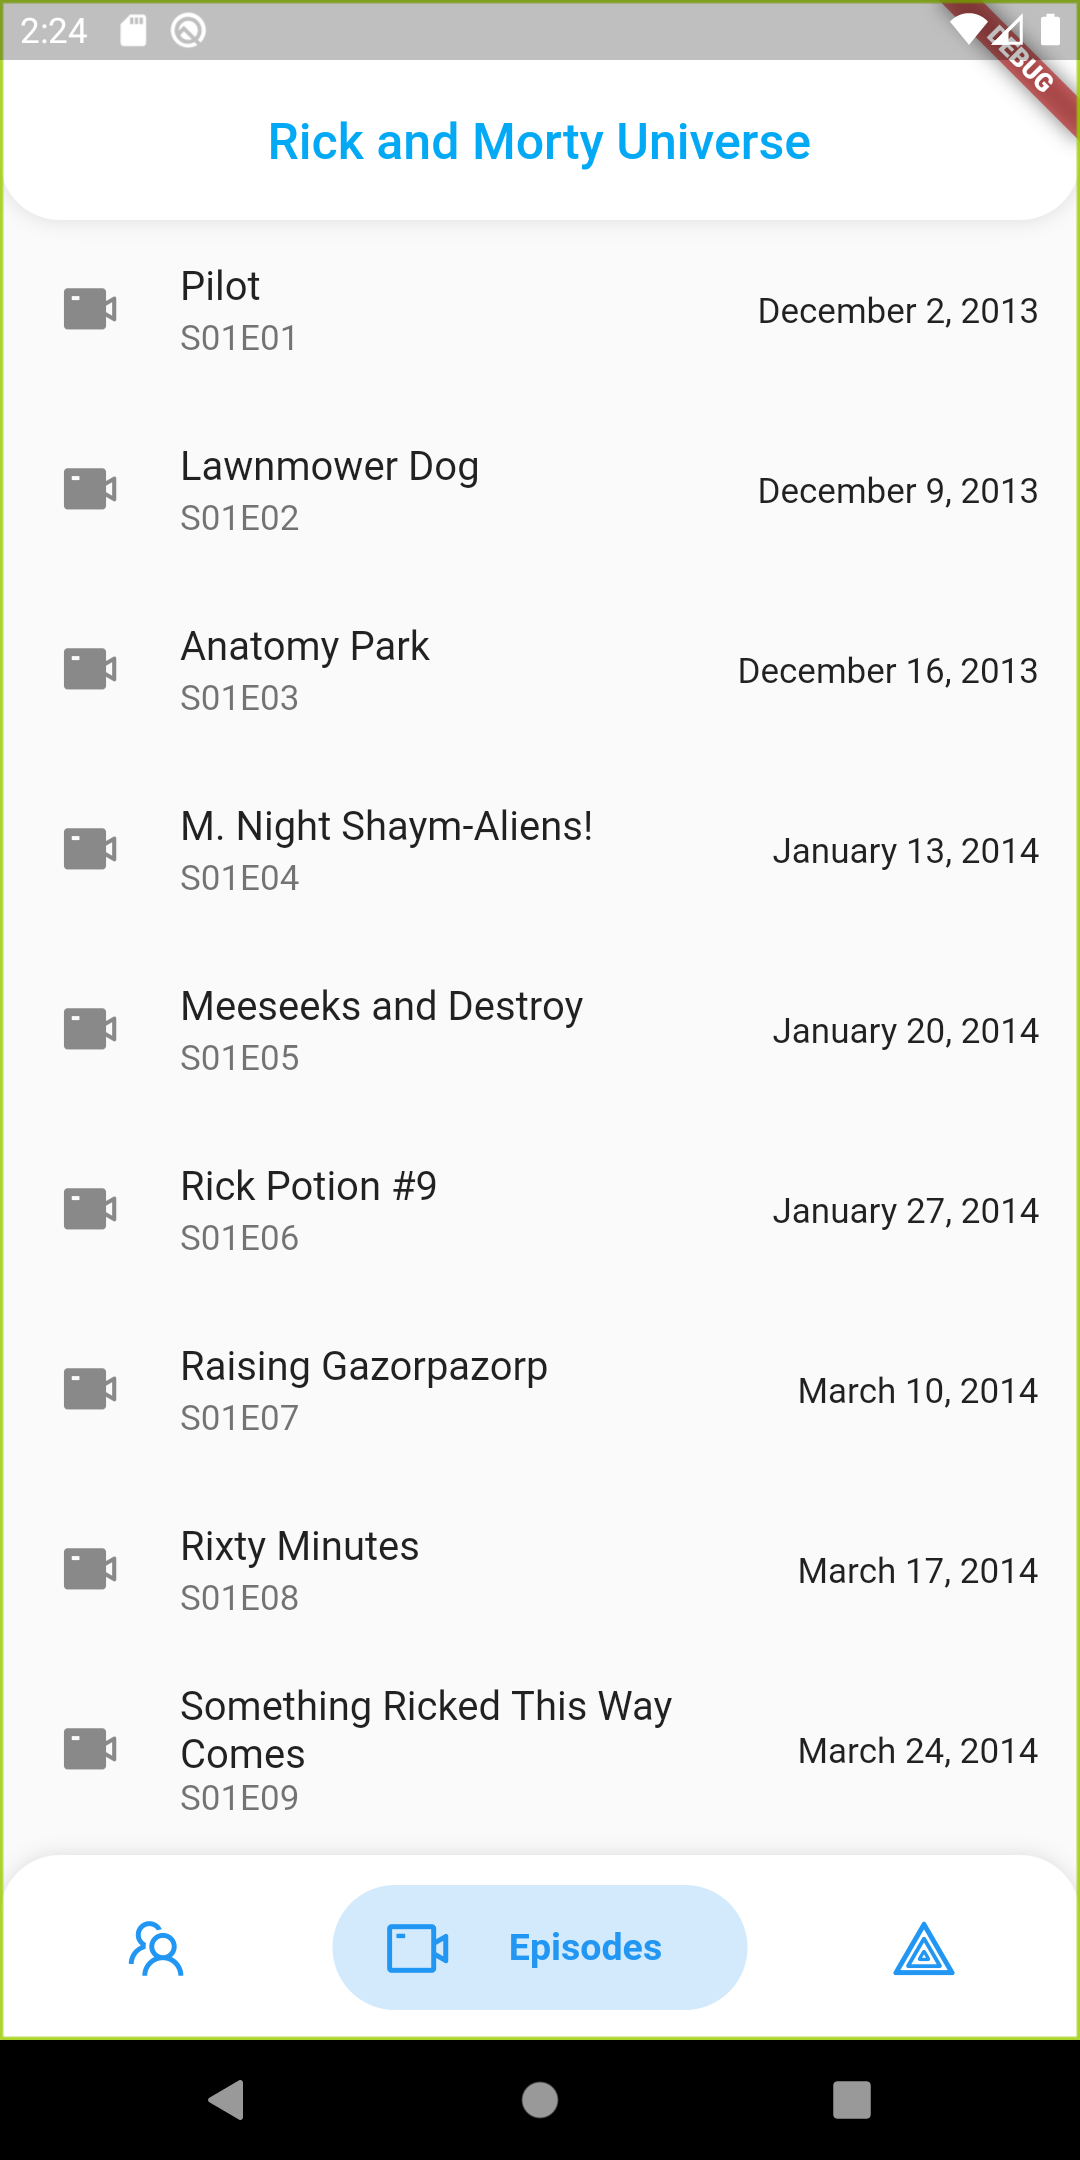 2:24
DEBUG
Rick and Morty Universe
Pilot
S01E01
December 2, 2013
Lawnmower Dog
S01E02
December 9, 2013
Anatomy Park
S01E03
December 16, 2013
M. Night Shaym-Aliens!
S01E04
January 13, 2014
Meeseeks and Destroy
S01E05
January 20, 2014
Rick Potion #9
S01E06
January 27, 2014
Raising Gazorpazorp
S01E07
March 10, 2014
Rixty Minutes
S01E08
March 17, 2014
Something Ricked This Way
Comes
S01E09
March 24, 2014
Episodes